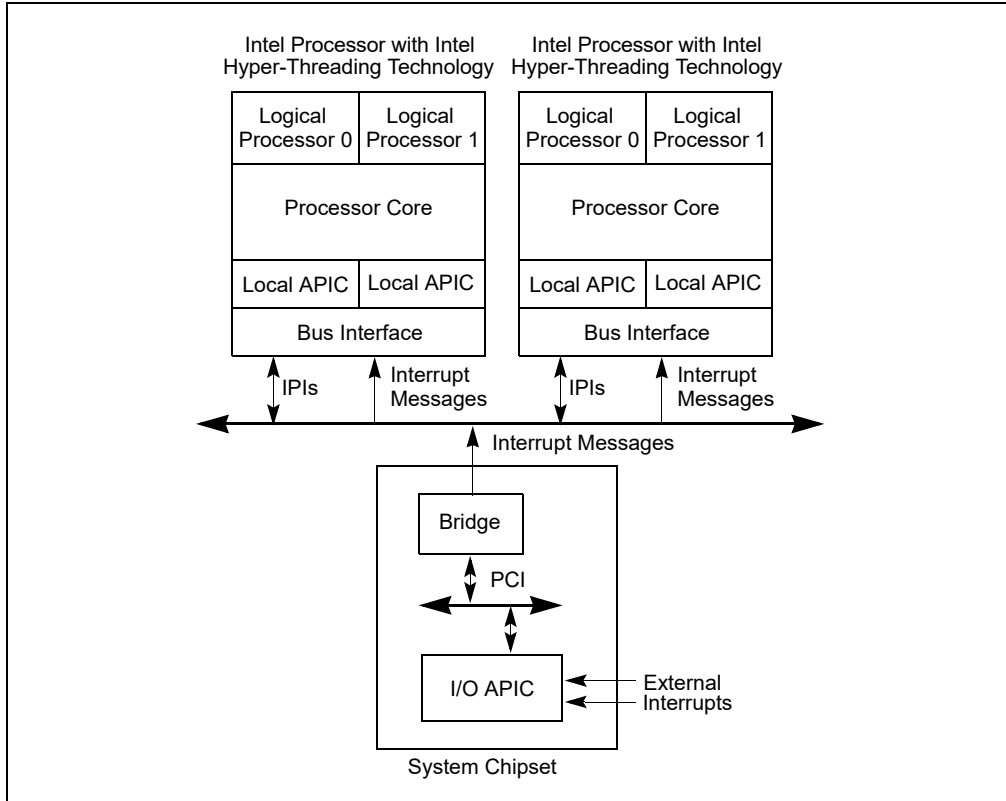 Intel Processor with Intel
Hyper-Threading Technology
Intel Processor with Intel
Hyper-Threading Technology
Logical
Processor 0
Logical
Processor 1
Logical
Processor 0
Logical
Processor 1
Processor Core
Processor Core
Local APIC
Local APIC
Local APIC
Local APIC
Bus Interface
Bus Interface
IPIs
Interrupt
Messages
IPIs
Interrupt
Messages
Interrupt Messages
Bridge
PCI
I/O APIC
External
Interrupts
System Chipset